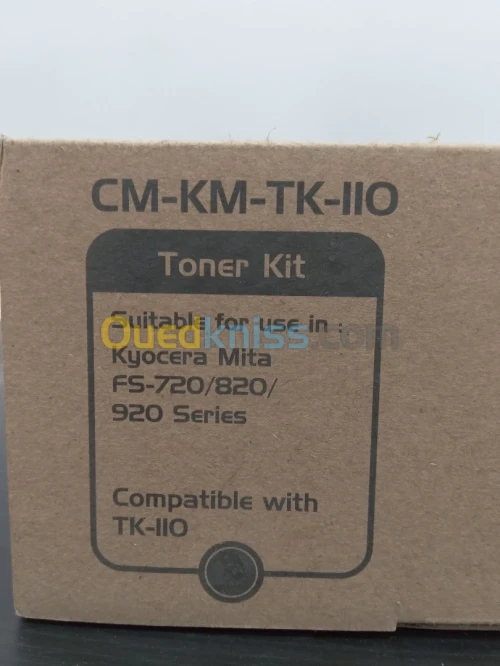 CM-KM-TK-110
Toner Kit
Suitable for use in :
Ouedkniss.com
Kyocera Mita
FS-720/820/
920 Series
Compatible with
TK-110